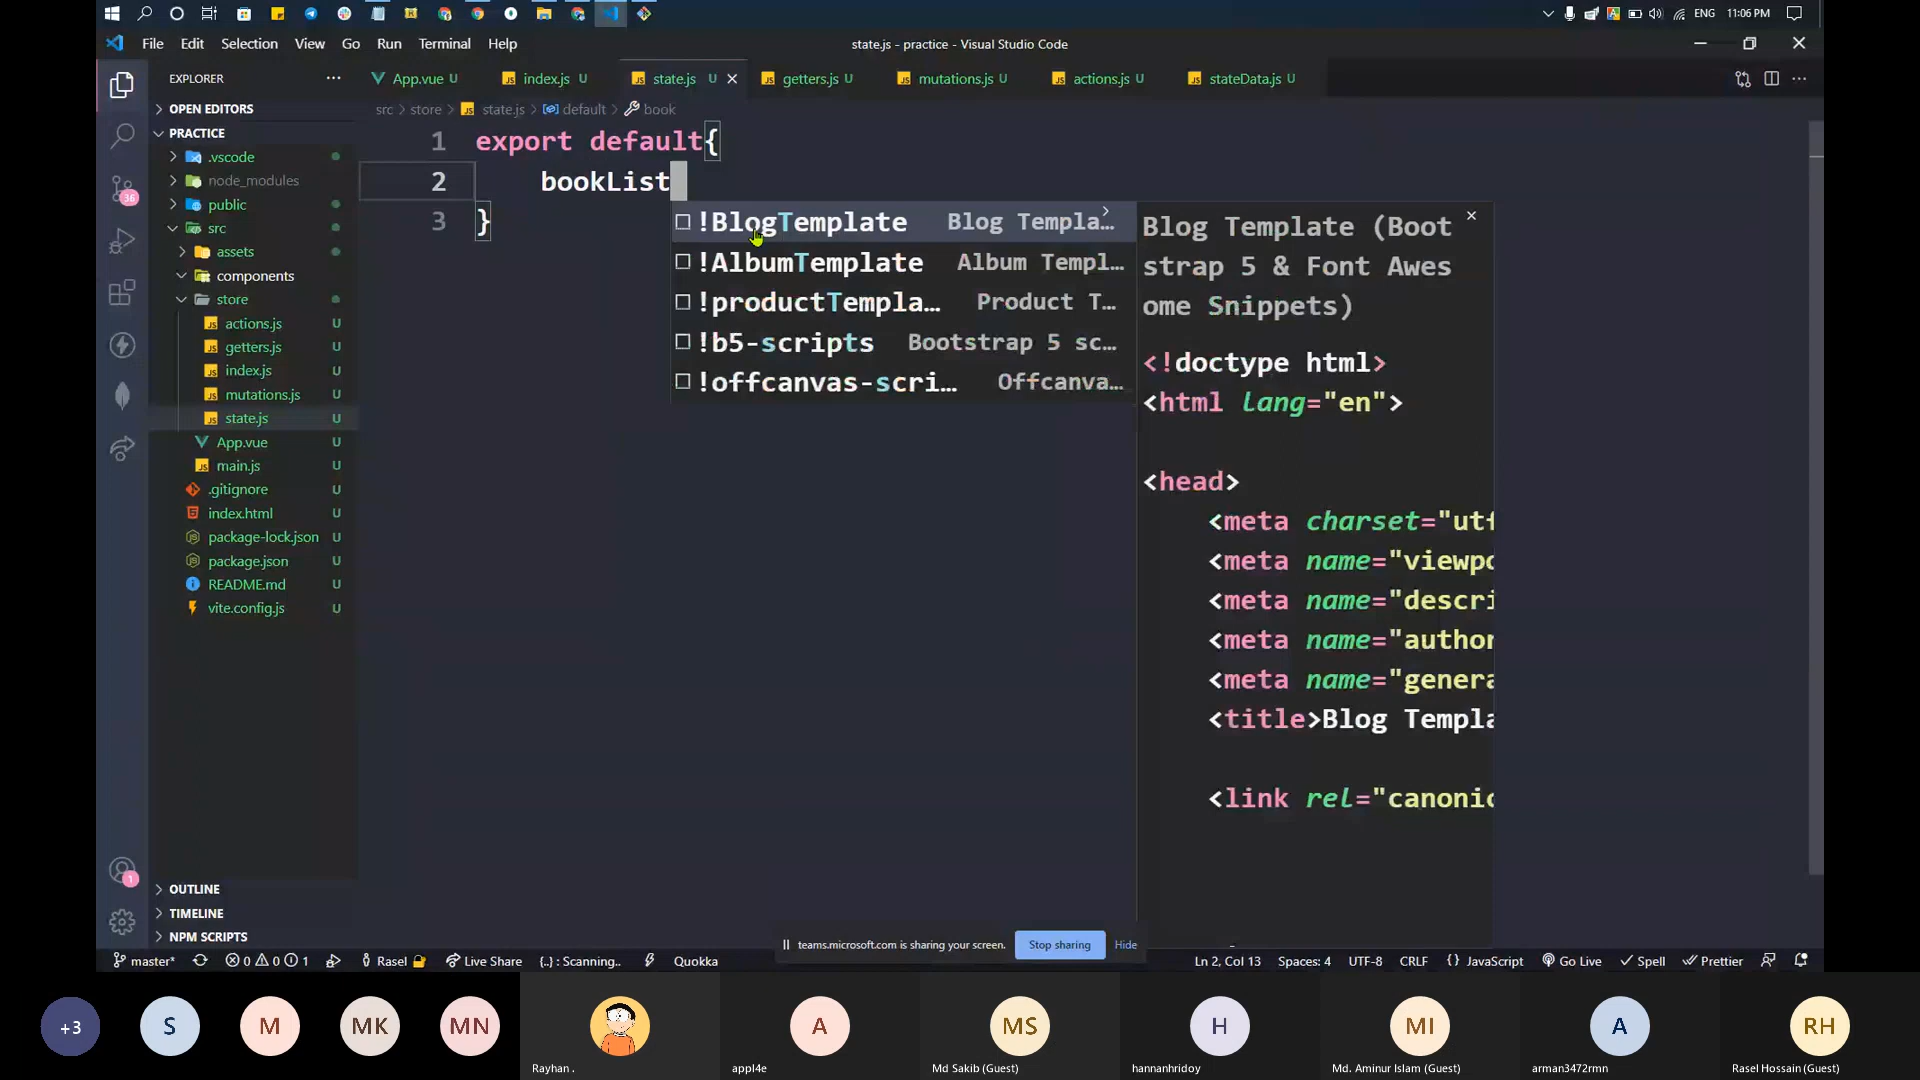 ENG 11:06 PM
File Edit Selection View Go Run Terminal Help
state.js - practice - Visual Studio Code
EXPLORER
App.vue U
index.js U
state.js U
getters.js U
mutations.js U
actions.js U
stateData.js U
OPEN EDITORS
src > store > state.js > default > book
PRACTICE
.vscode
node_modules
public
src
assets
components
store
actions.js U
getters.js U
index.js U
mutations.js U
state.js U
App.vue U
main.js U
.gitignore U
index.html U
package-lock.json U
package.json U
README.md U
vite.config.js U
OUTLINE
TIMELINE
NPM SCRIPTS
36
1
1 export default{
2 bookList
3 }
!BlogTemplate Blog Templa…
!AlbumTemplate Album Templ…
!productTempla… Product T…
!b5-scripts Bootstrap 5 sc…
!offcanvas-scri… Offcanva…
Blog Template (Boot
strap 5 & Font Awes
ome Snippets)
<!doctype html>
<html lang="en">
<head>
<meta charset="utf
<meta name="viewpo
<meta name="descri
<meta name="author
<meta name="genera
<title>Blog Templa
<link rel="canonic
teams.microsoft.com is sharing your screen. Stop sharing Hide
master* 0 0 1 Rasel Live Share {..} : Scanning.. Quokka
Ln 2, Col 13 Spaces: 4 UTF-8 CRLF {} JavaScript Go Live Spell Prettier
+3 S M MK MN A MS H MI A RH
Rayhan . appl4e Md Sakib (Guest) hannanhridoy Md. Aminur Islam (Guest) arman3472rmn Rasel Hossain (Guest)